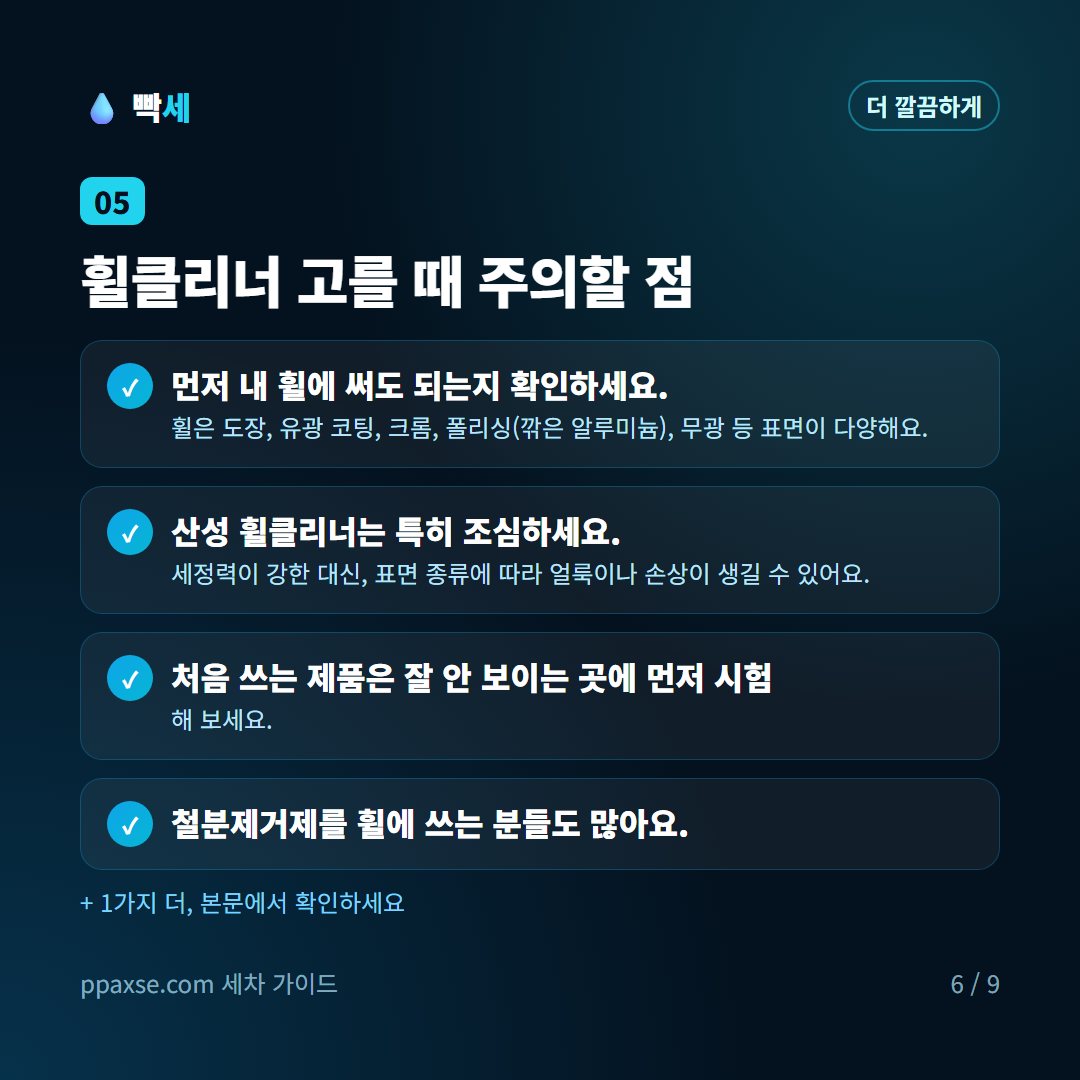 빡세
더 깔끔하게
05
휠클리너 고를 때 주의할 점
먼저 내 휠에 써도 되는지 확인하세요.
휠은 도장, 유광 코팅, 크롬, 폴리싱(깎은 알루미늄), 무광 등 표면이 다양해요.
산성 휠클리너는 특히 조심하세요.
세정력이 강한 대신, 표면 종류에 따라 얼룩이나 손상이 생길 수 있어요.
처음 쓰는 제품은 잘 안 보이는 곳에 먼저 시험
해 보세요.
철분제거제를 휠에 쓰는 분들도 많아요.
+ 1가지 더, 본문에서 확인하세요
ppaxse.com 세차 가이드
6 / 9